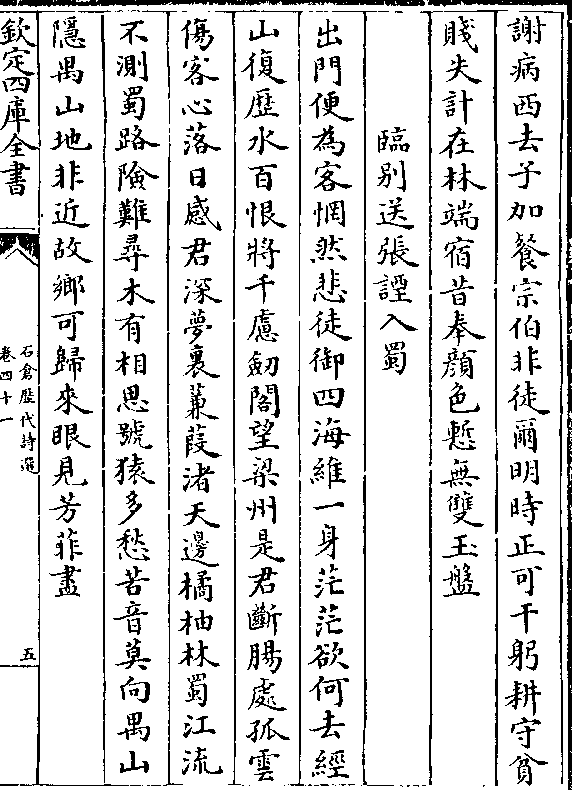 謝病西去子加餐宗伯非徒爾明時正可干躬耕守貧
賤失計在林端宿昔奉顔色慙無雙玉盤
臨别送張諲入蜀
出門便為客惘然悲徒御四海維一身茫茫欲何去經
山復歴水百恨將千慮劒閣望梁州是君斷腸處孤雲
傷客心落日感君深夢裏蒹葭渚天邊橘柚林蜀江流
不測蜀路險難尋木有相思號猿多愁苦音莫向禺山
隱禺山地非近故鄉可歸來眼見芳菲盡
欽定四庫全書
石倉歴代詩選
卷四十一
五